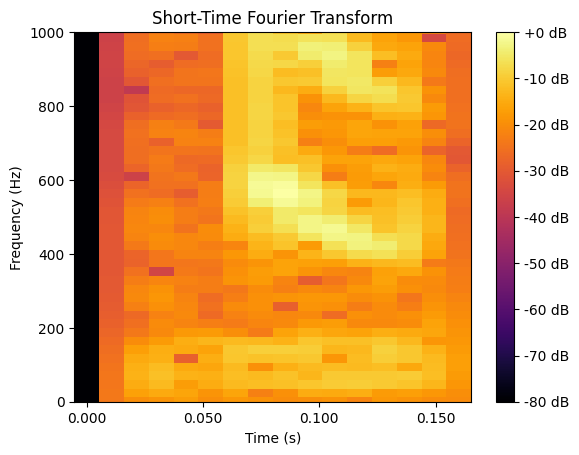 Short-Time Fourier Transform
1000
800
600
400
200
0
Frequency (Hz)
0.000
0.050
0.100
0.150
Time (s)
+0 dB
-10 dB
-20 dB
-30 dB
-40 dB
-50 dB
-60 dB
-70 dB
-80 dB